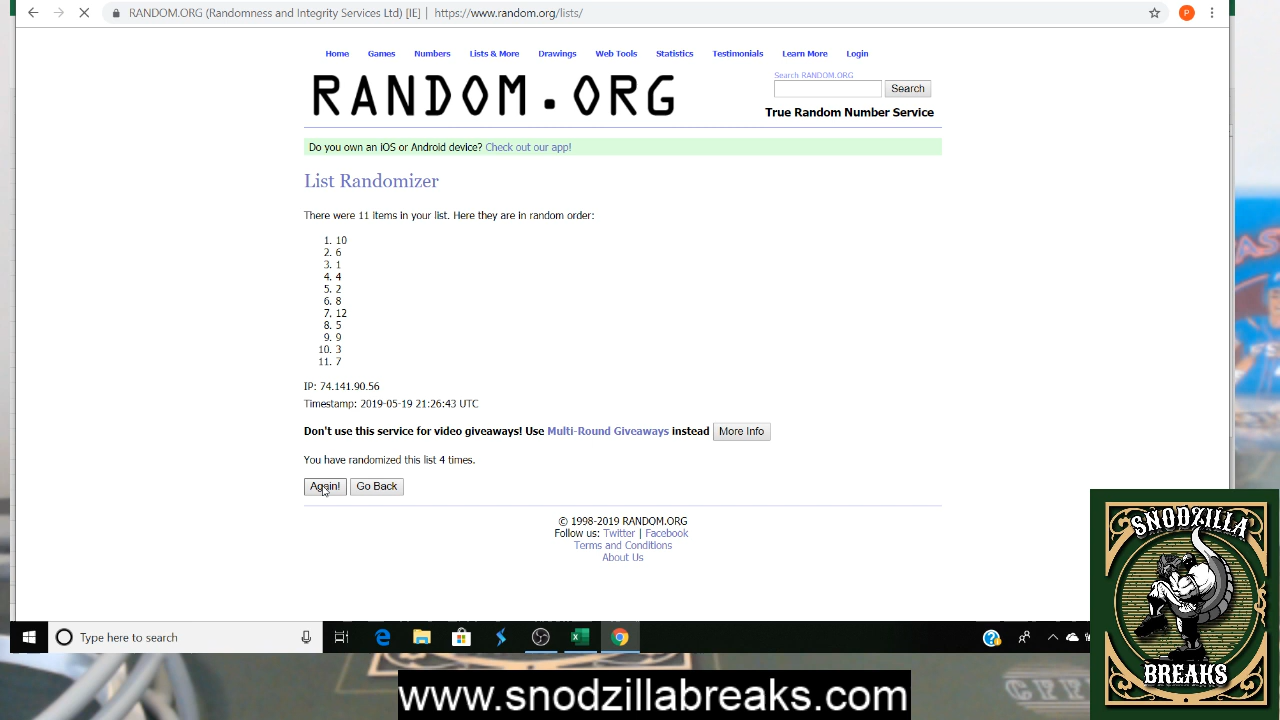 RANDOM.ORG (Randomness and Integrity Services Ltd) [IE] | https://www.random.org/lists/
P
Home Games Numbers Lists & More Drawings Web Tools Statistics Testimonials Learn More Login
RANDOM.ORG
Search RANDOM.ORG
Search
True Random Number Service
Do you own an iOS or Android device? Check out our app!
List Randomizer
There were 11 items in your list. Here they are in random order:
1. 10
2. 6
3. 1
4. 4
5. 2
6. 8
7. 12
8. 5
9. 9
10. 3
11. 7
IP: 74.141.90.56
Timestamp: 2019-05-19 21:26:43 UTC
Don't use this service for video giveaways! Use Multi-Round Giveaways instead More Info
You have randomized this list 4 times.
Again! Go Back
© 1998-2019 RANDOM.ORG
Follow us: Twitter | Facebook
Terms and Conditions
About Us
Type here to search
SNODZILLA
BREAKS
www.snodzillabreaks.com